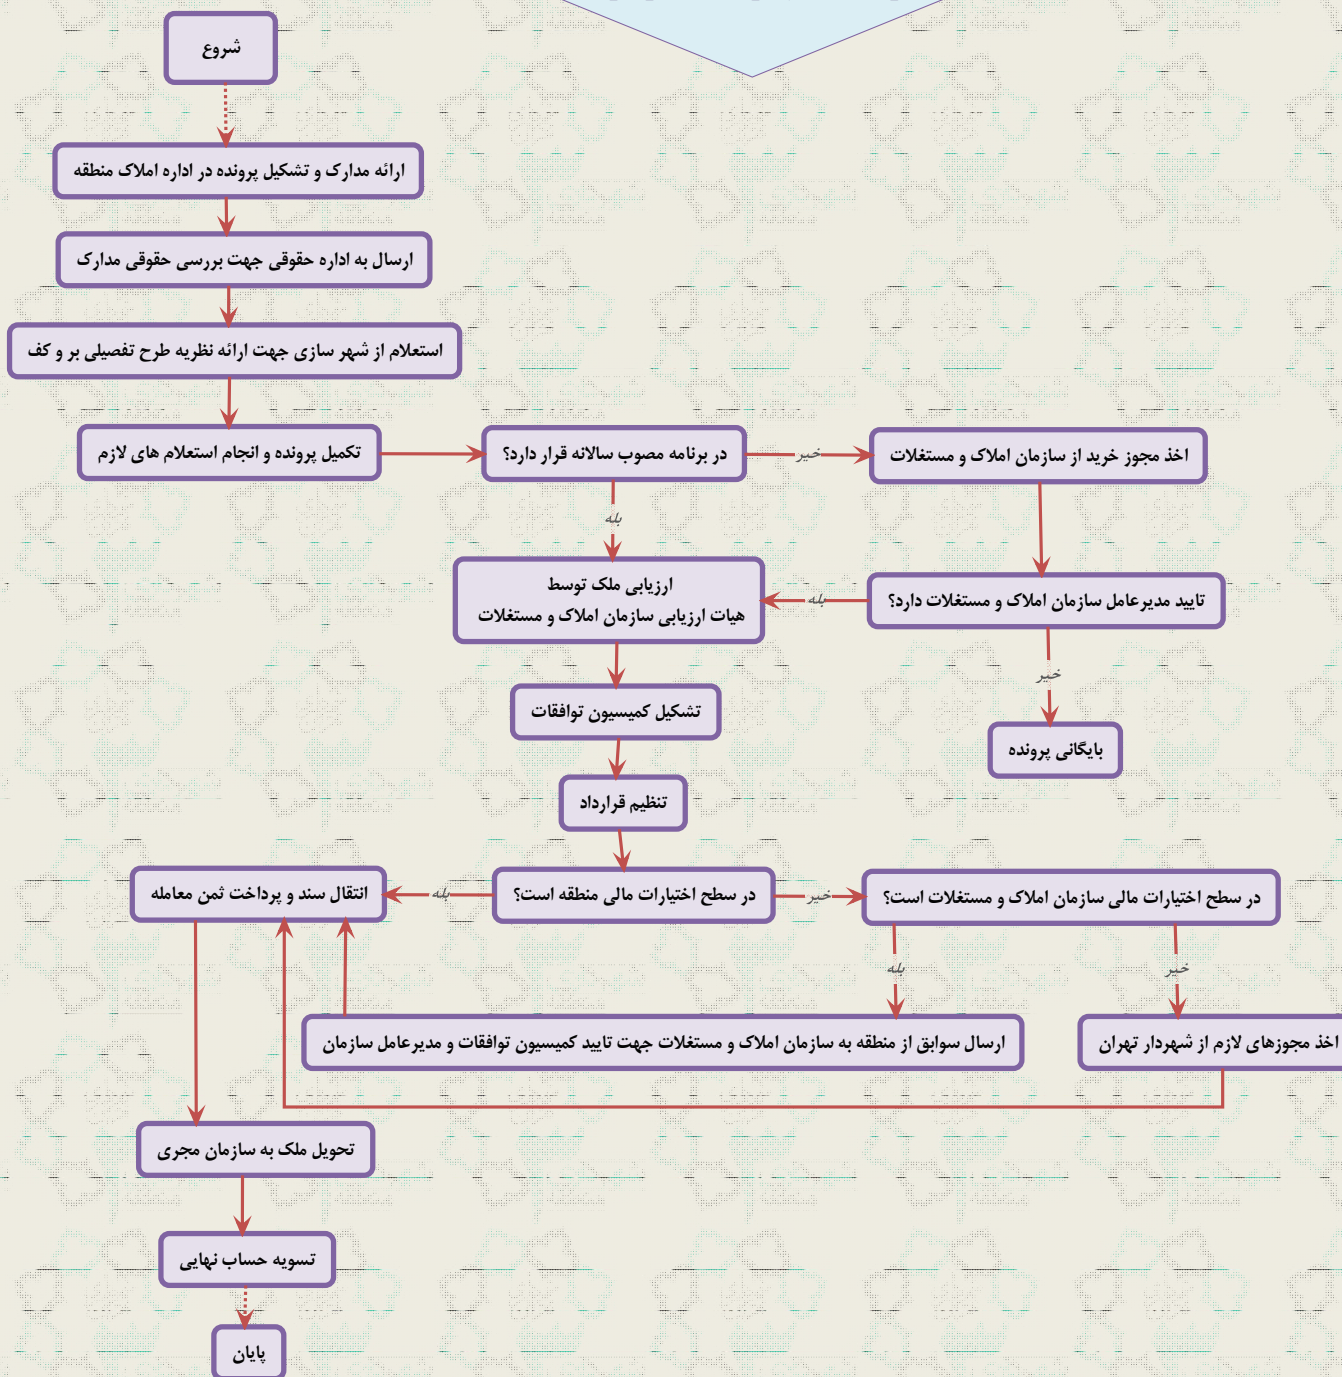 شروع
ارائه مدارک و تشکیل پرونده در اداره املاک منطقه
ارسال به اداره حقوقی جهت بررسی حقوقی مدارک
استعلام از شهر سازی جهت ارائه نظریه طرح تفصیلی بر و کف
تکمیل پرونده و انجام استعلام های لازم
در برنامه مصوب سالانه قرار دارد؟
خیر
اخذ مجوز خرید از سازمان املاک و مستغلات
بله
ارزیابی ملک توسط
هیات ارزیابی سازمان املاک و مستغلات
بله
تایید مدیرعامل سازمان املاک و مستغلات دارد؟
خیر
بایگانی پرونده
تشکیل کمیسیون توافقات
تنظیم قرارداد
در سطح اختیارات مالی منطقه است؟
بله
انتقال سند و پرداخت ثمن معامله
خیر
در سطح اختیارات مالی سازمان املاک و مستغلات است؟
بله
خیر
ارسال سوابق از منطقه به سازمان املاک و مستغلات جهت تایید کمیسیون توافقات و مدیرعامل سازمان
اخذ مجوزهای لازم از شهردار تهران
تحویل ملک به سازمان مجری
تسویه حساب نهایی
پایان